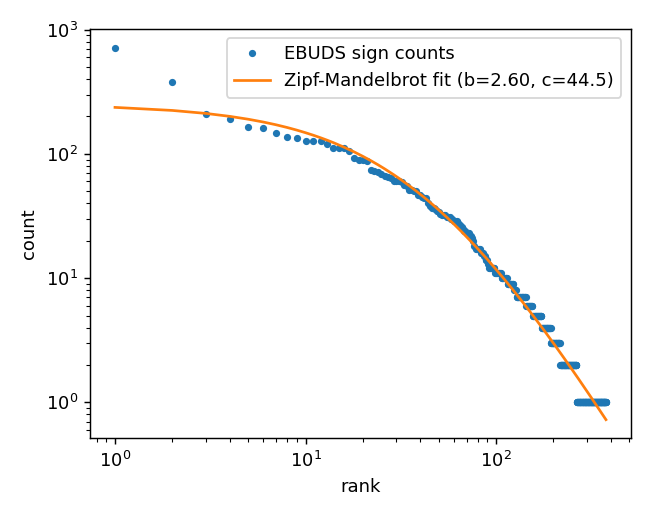 EBUDS sign counts
Zipf-Mandelbrot fit (b=2.60, c=44.5)
count
10³
10²
10¹
10⁰
10⁰ 10¹ 10²
rank